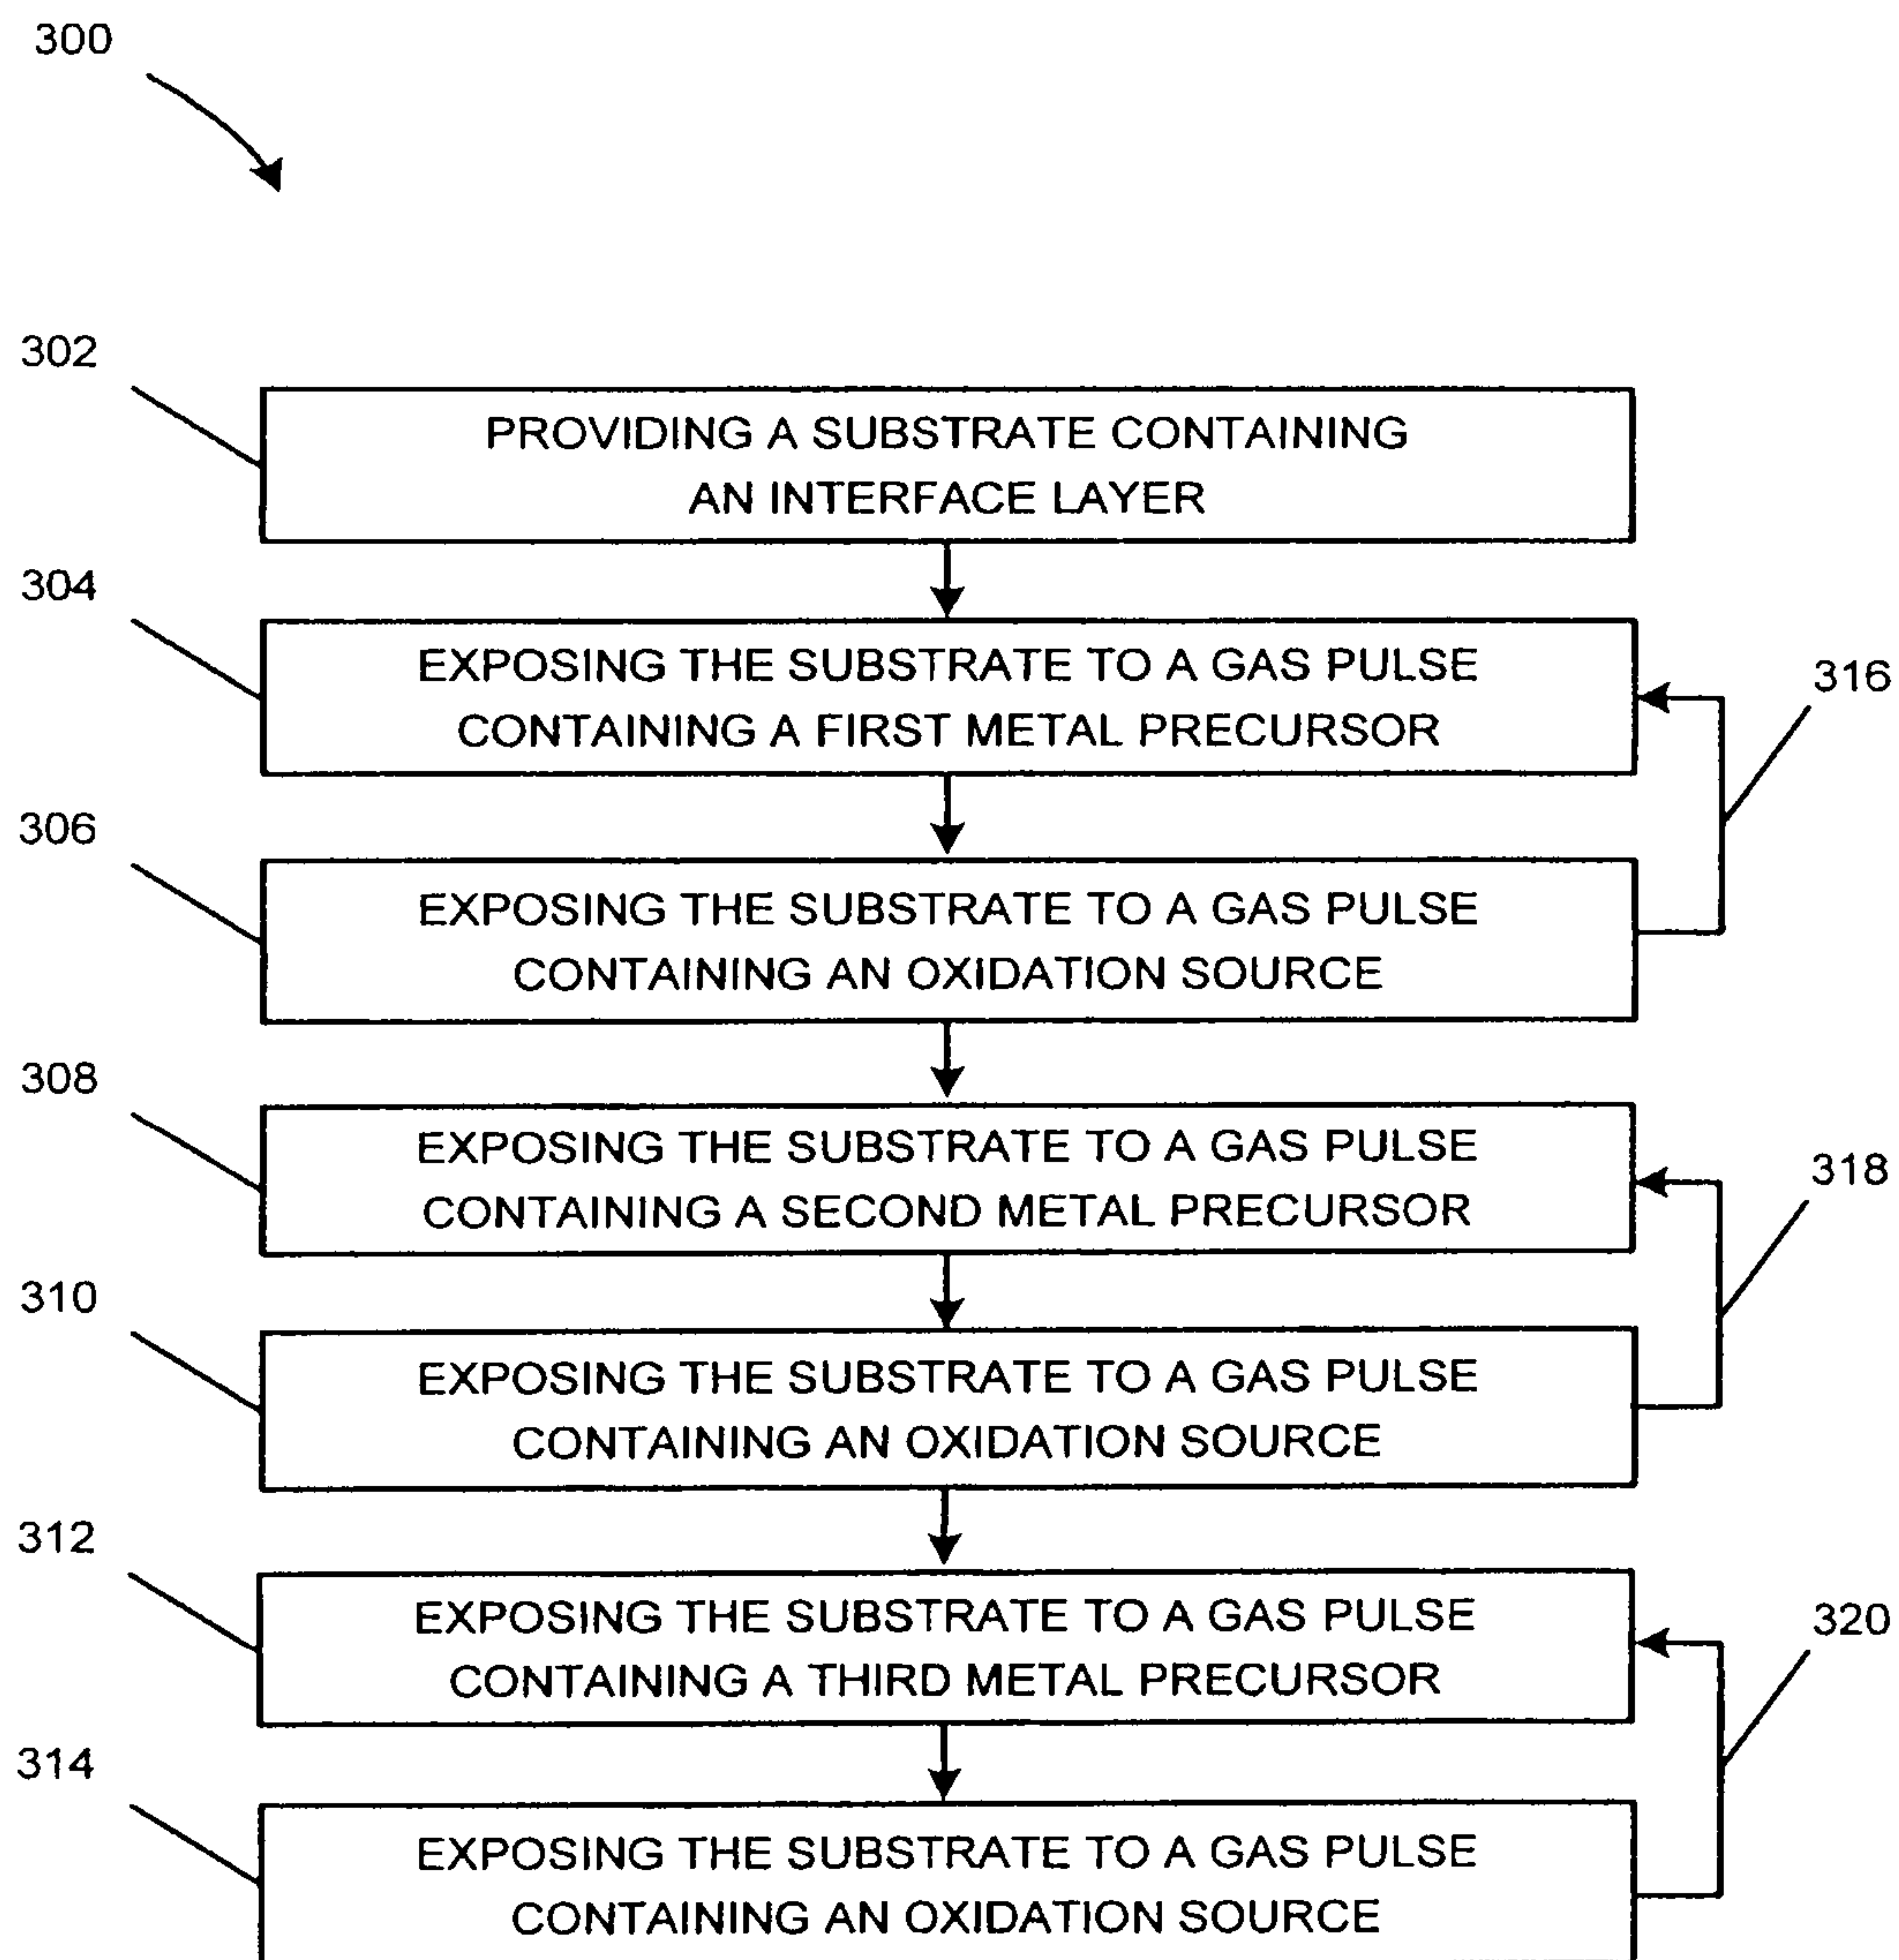 300
302
PROVIDING A SUBSTRATE CONTAINING
AN INTERFACE LAYER
304
EXPOSING THE SUBSTRATE TO A GAS PULSE
CONTAINING A FIRST METAL PRECURSOR
316
306
EXPOSING THE SUBSTRATE TO A GAS PULSE
CONTAINING AN OXIDATION SOURCE
308
EXPOSING THE SUBSTRATE TO A GAS PULSE
CONTAINING A SECOND METAL PRECURSOR
318
310
EXPOSING THE SUBSTRATE TO A GAS PULSE
CONTAINING AN OXIDATION SOURCE
312
EXPOSING THE SUBSTRATE TO A GAS PULSE
CONTAINING A THIRD METAL PRECURSOR
320
314
EXPOSING THE SUBSTRATE TO A GAS PULSE
CONTAINING AN OXIDATION SOURCE